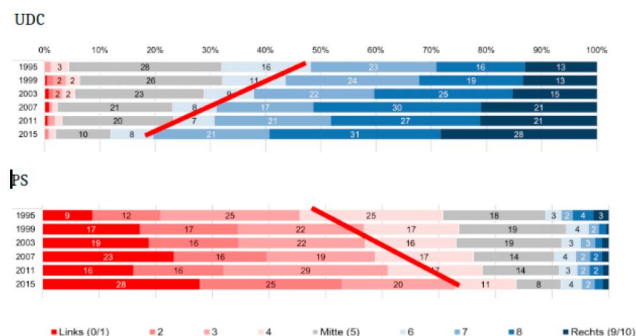 UDC
0% 10% 20% 30% 40% 50% 60% 70% 80% 90% 100%
1995 3 28 16 23 16 13
1999 2 2 26 11 24 19 13
2003 2 2 23 9 22 25 15
2007 21 8 17 30 21
2011 20 7 21 27 21
2015 10 8 21 31 28
PS
1995 9 12 25 25 18 3 2 4 3
1999 17 17 22 17 19 4 2
2003 19 16 22 16 19 3 3
2007 23 16 19 17 14 4 2 2
2011 16 16 29 17 14 3 2 2
2015 28 25 20 11 8 4 2
Links (0/1) 2 3 4 Mitte (5) 6 7 8 Rechts (9/10)